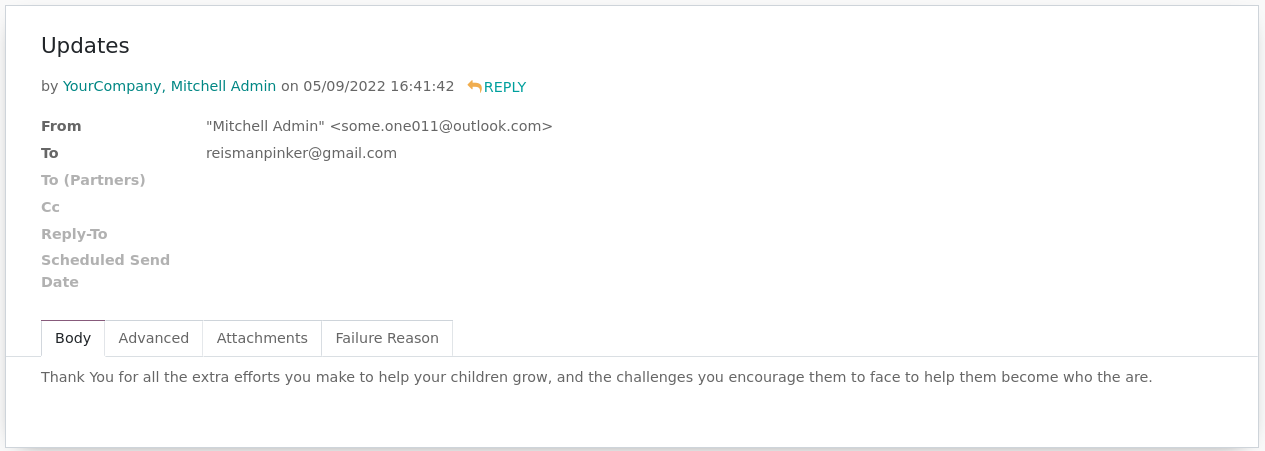 Updates
by YourCompany, Mitchell Admin on 05/09/2022 16:41:42 REPLY
From "Mitchell Admin" <some.one011@outlook.com>
To reismanpinker@gmail.com
To (Partners)
Cc
Reply-To
Scheduled Send
Date
Body Advanced Attachments Failure Reason
Thank You for all the extra efforts you make to help your children grow, and the challenges you encourage them to face to help them become who the are.